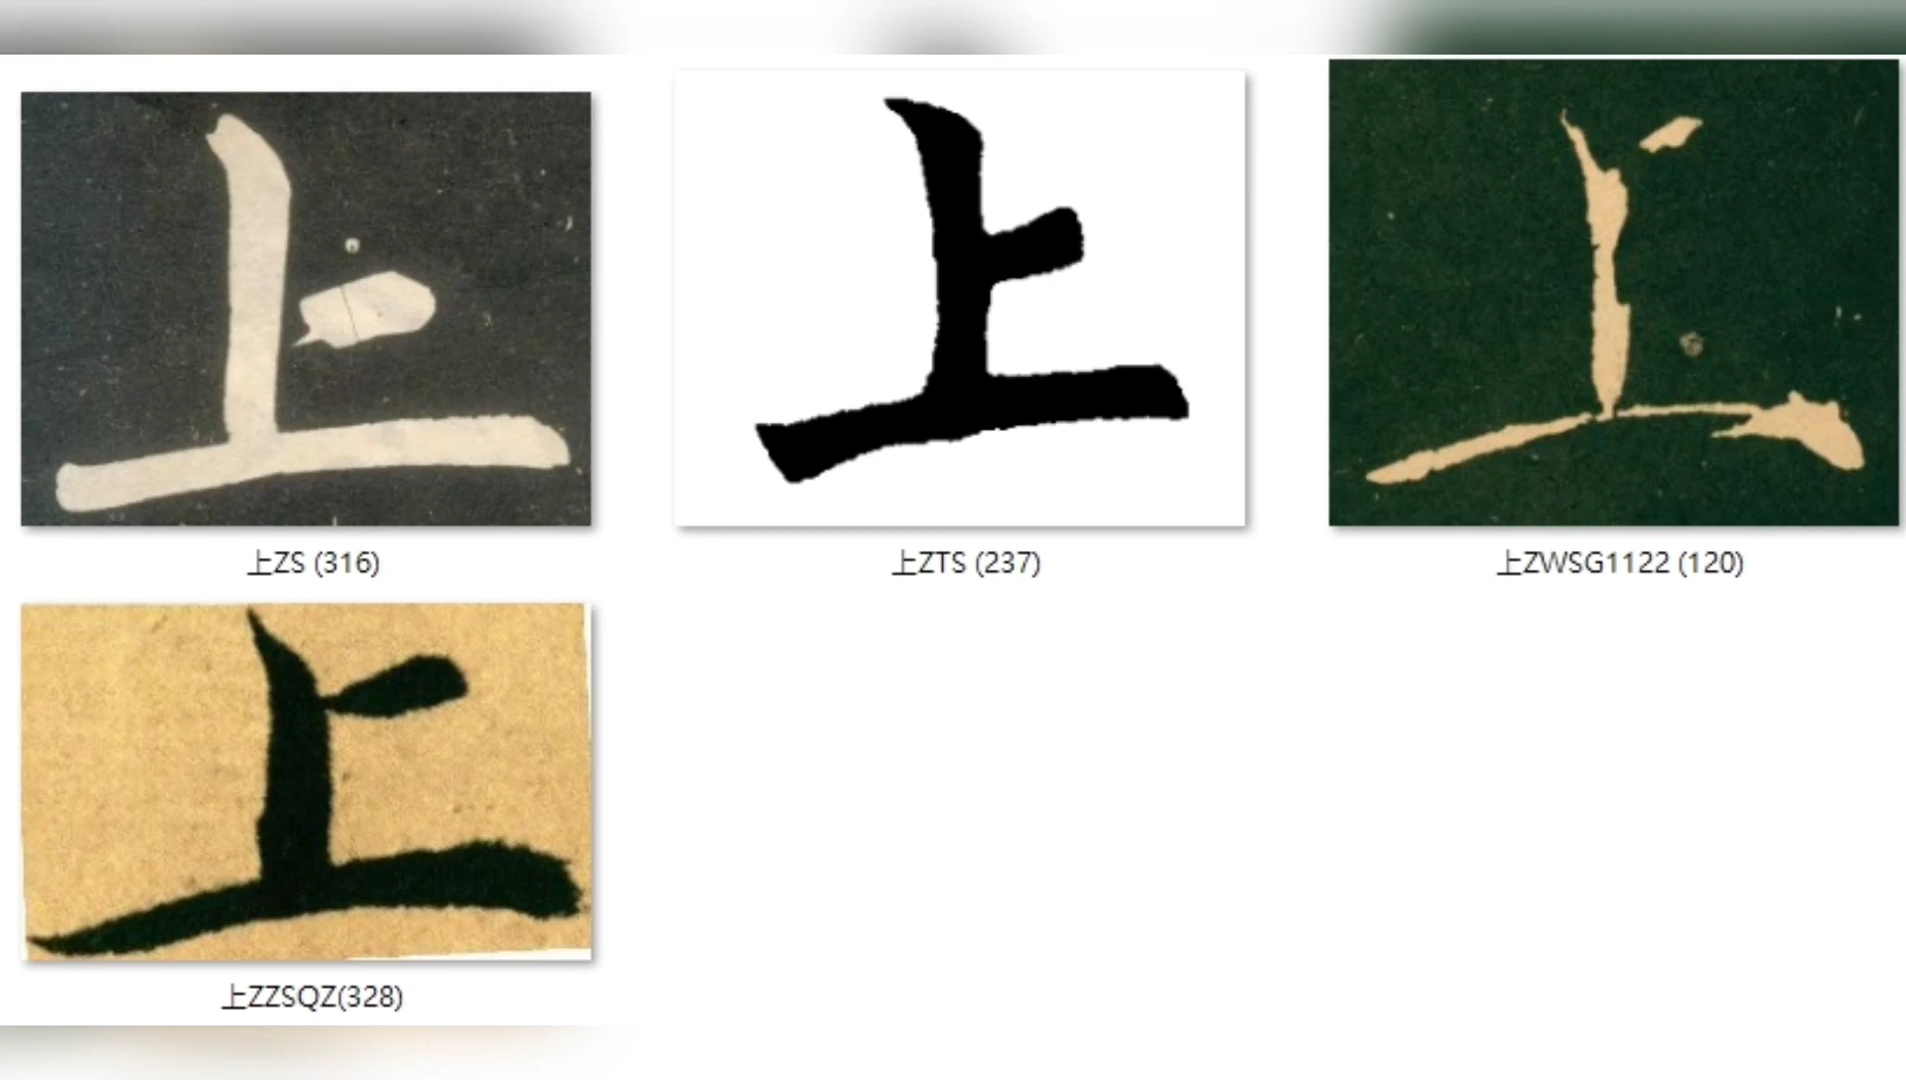 上 上 上
上ZS (316) 上ZTS (237) 上ZWSG1122 (120)
上
上ZZSQZ(328)